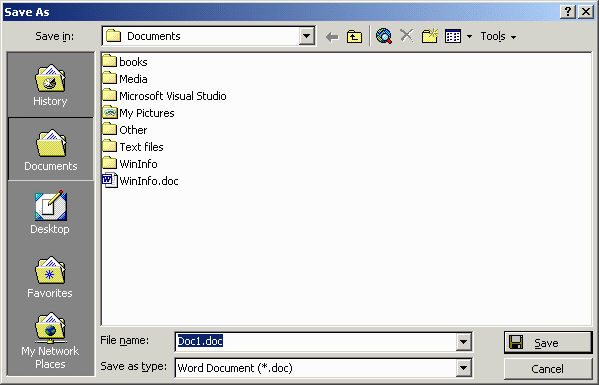 Save As
Save in: Documents Tools
books
Media
Microsoft Visual Studio
My Pictures
Other
Text files
WinInfo
WinInfo.doc
History
Documents
Desktop
Favorites
My Network
Places
File name: Doc1.doc Save
Save as type: Word Document (*.doc) Cancel